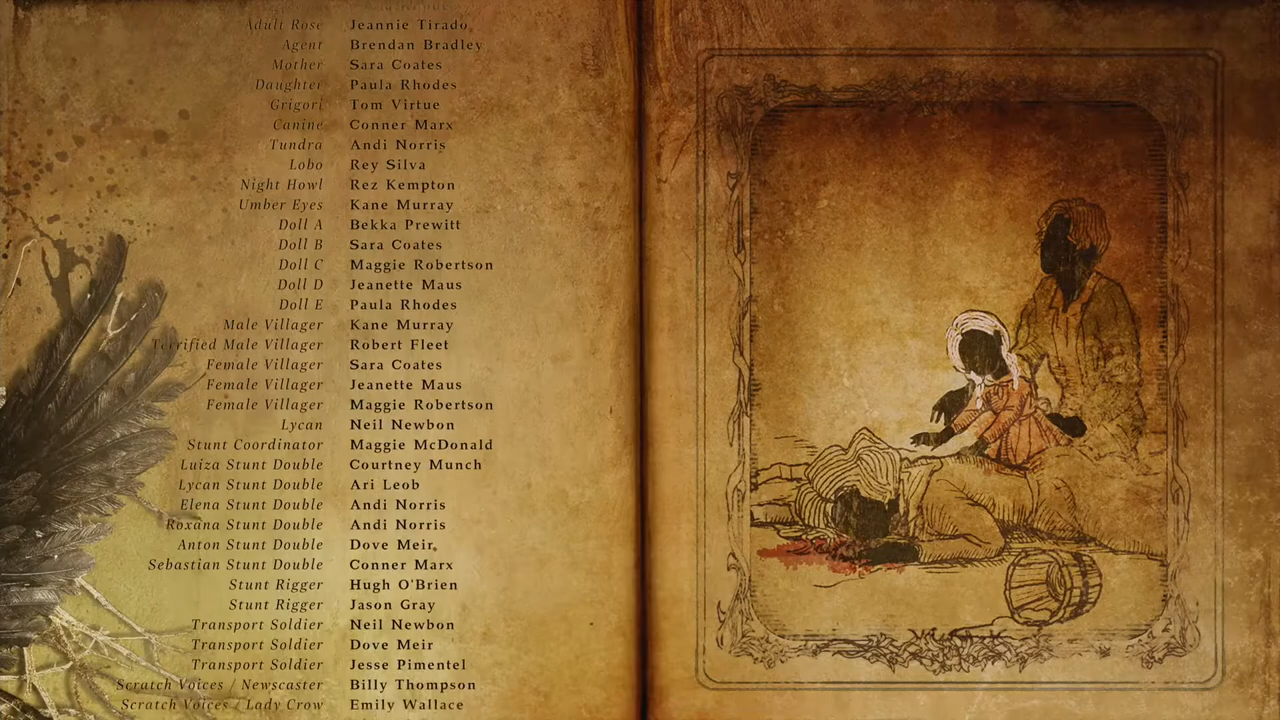 Adult Rose Jeannie Tirado
Agent Brendan Bradley
Mother Sara Coates
Daughter Paula Rhodes
Grigori Tom Virtue
Canine Conner Marx
Tundra Andi Norris
Lobo Rey Silva
Night Howl Rez Kempton
Umber Eyes Kane Murray
Doll A Bekka Prewitt
Doll B Sara Coates
Doll C Maggie Robertson
Doll D Jeanette Maus
Doll E Paula Rhodes
Male Villager Kane Murray
Terrified Male Villager Robert Fleet
Female Villager Sara Coates
Female Villager Jeanette Maus
Female Villager Maggie Robertson
Lycan Neil Newbon
Stunt Coordinator Maggie McDonald
Luiza Stunt Double Courtney Munch
Lycan Stunt Double Ari Leob
Elena Stunt Double Andi Norris
Roxana Stunt Double Andi Norris
Anton Stunt Double Dove Meir
Sebastian Stunt Double Conner Marx
Stunt Rigger Hugh O'Brien
Stunt Rigger Jason Gray
Transport Soldier Neil Newbon
Transport Soldier Dove Meir
Transport Soldier Jesse Pimentel
Scratch Voices / Newscaster Billy Thompson
Scratch Voices / Lady Crow Emily Wallace